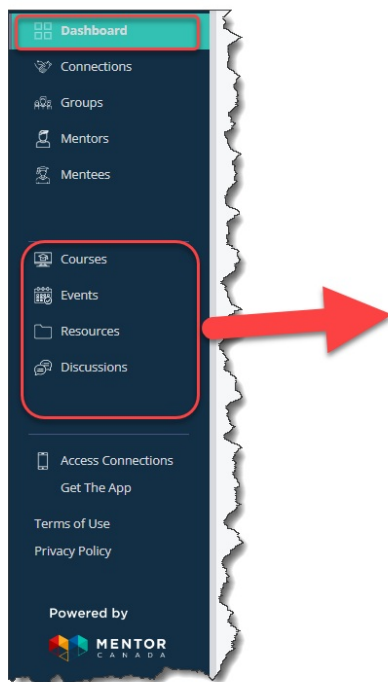 Dashboard
Connections
Groups
Mentors
Mentees
Courses
Events
Resources
Discussions
Access Connections
Get The App
Terms of Use
Privacy Policy
Powered by
MENTOR
CANADA